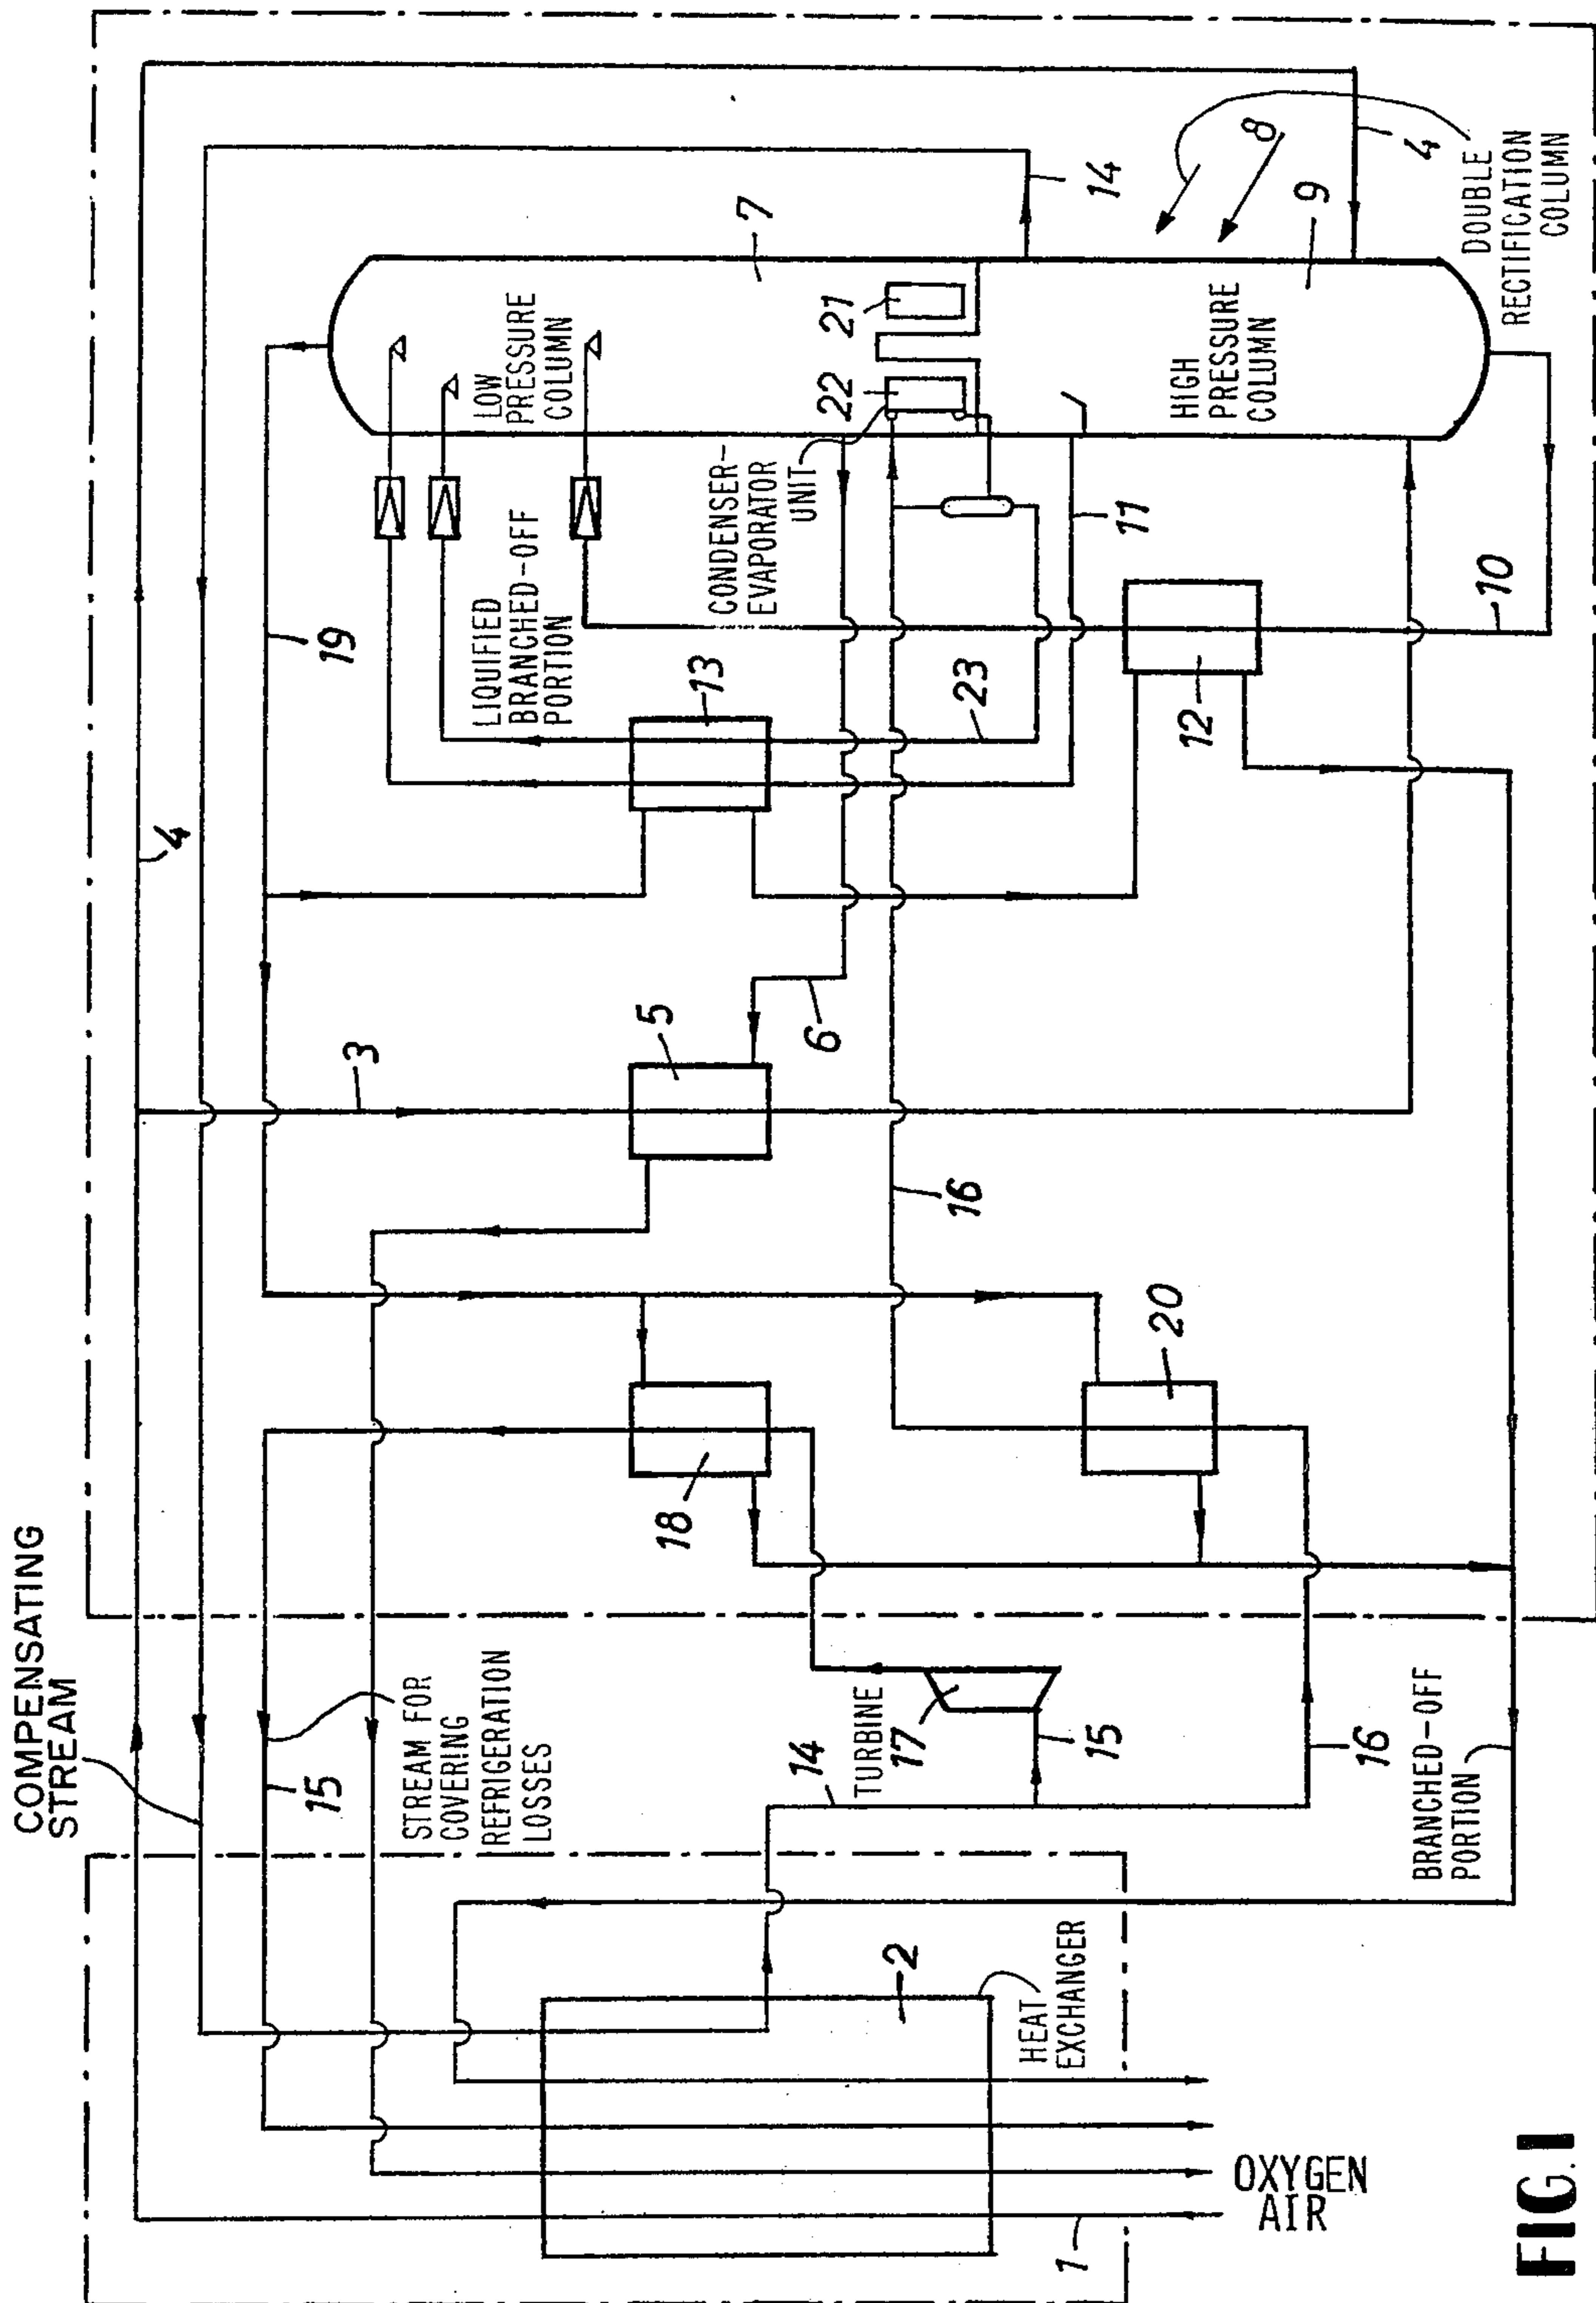 COMPENSATING
STREAM
4
19
3
14
7
LOW
PRESSURE
COLUMN
LIQUIFIED
BRANCHED-OFF
PORTION
CONDENSER-
EVAPORATOR
UNIT
22
21
8
4
DOUBLE
RECTIFICATION
COLUMN
9
HIGH
PRESSURE
COLUMN
11
10
12
13
23
5
6
16
18
20
15
STREAM FOR
COVERING
REFRIGERATION
LOSSES
14
TURBINE
17
15
16
BRANCHED-OFF
PORTION
2
HEAT
EXCHANGER
1
OXYGEN
AIR
FIG.1